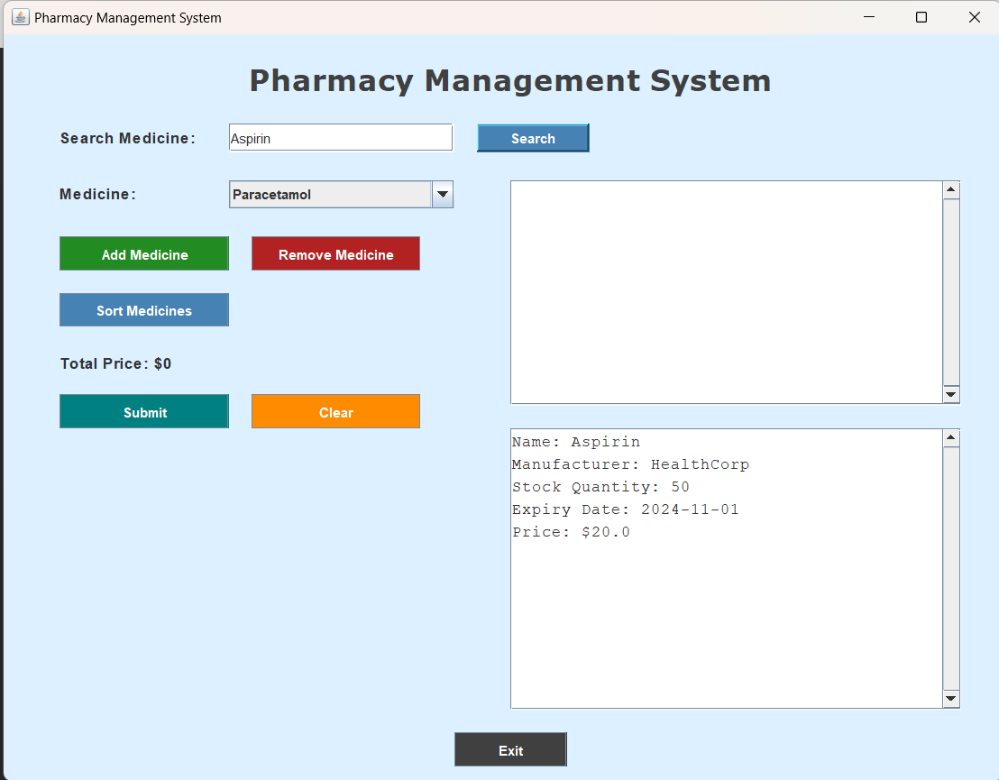 Pharmacy Management System
Pharmacy Management System
Search Medicine: Aspirin Search
Medicine: Paracetamol
Add Medicine Remove Medicine
Sort Medicines
Total Price: $0
Submit Clear
Name: Aspirin
Manufacturer: HealthCorp
Stock Quantity: 50
Expiry Date: 2024-11-01
Price: $20.0
Exit